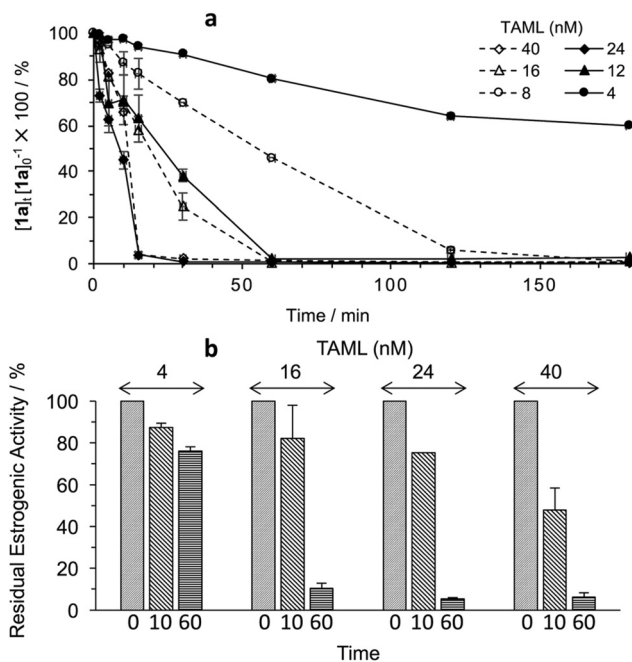 a
TAML (nM)
40 24
16 12
8 4
[1a]t [1a]0-1 × 100 / %
100
80
60
40
20
0
0 50 100 150
Time / min
b
TAML (nM)
4 16 24 40
Residual Estrogenic Activity / %
100
80
60
40
20
0
0 10 60 0 10 60 0 10 60 0 10 60
Time